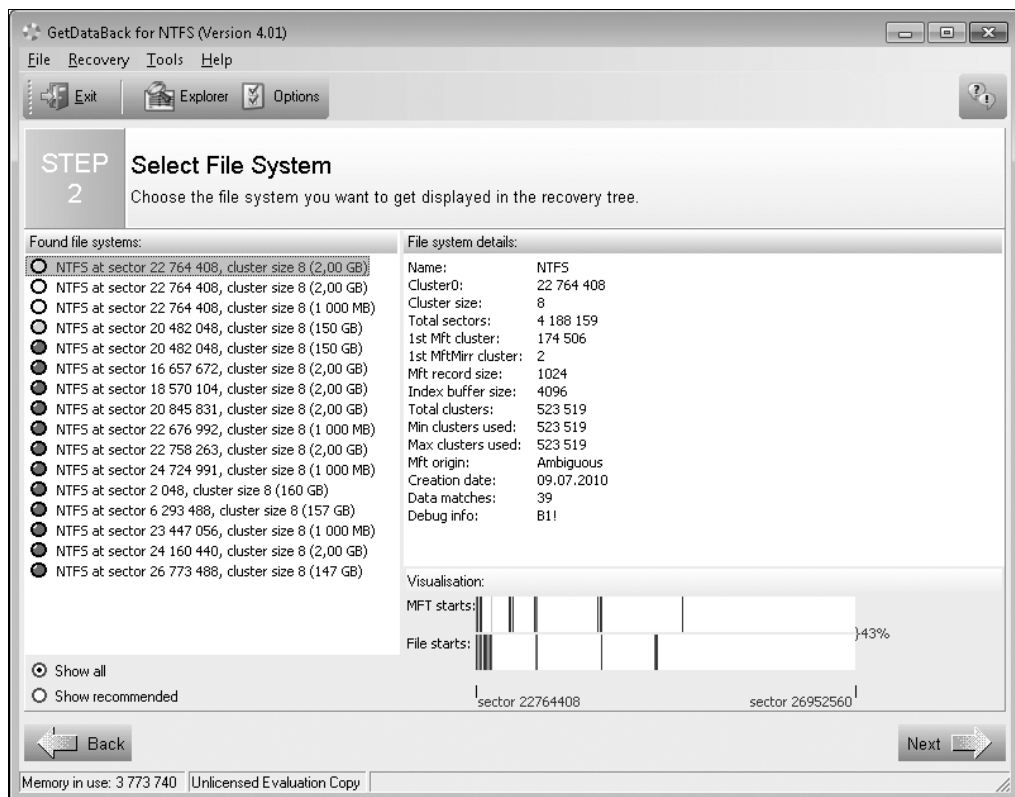 GetDataBack for NTFS (Version 4.01)
File Recovery Tools Help
Exit Explorer Options
STEP 2
Select File System
Choose the file system you want to get displayed in the recovery tree.
Found file systems:
NTFS at sector 22 764 408, cluster size 8 (2,00 GB)
NTFS at sector 22 764 408, cluster size 8 (2,00 GB)
NTFS at sector 22 764 408, cluster size 8 (1 000 MB)
NTFS at sector 20 482 048, cluster size 8 (150 GB)
NTFS at sector 20 482 048, cluster size 8 (150 GB)
NTFS at sector 16 657 672, cluster size 8 (2,00 GB)
NTFS at sector 18 570 104, cluster size 8 (2,00 GB)
NTFS at sector 20 845 831, cluster size 8 (2,00 GB)
NTFS at sector 22 676 992, cluster size 8 (1 000 MB)
NTFS at sector 22 758 263, cluster size 8 (2,00 GB)
NTFS at sector 24 724 991, cluster size 8 (1 000 MB)
NTFS at sector 2 048, cluster size 8 (160 GB)
NTFS at sector 6 293 488, cluster size 8 (157 GB)
NTFS at sector 23 447 056, cluster size 8 (1 000 MB)
NTFS at sector 24 160 440, cluster size 8 (2,00 GB)
NTFS at sector 26 773 488, cluster size 8 (147 GB)
Show all
Show recommended
File system details:
Name: NTFS
Cluster0: 22 764 408
Cluster size: 8
Total sectors: 4 188 159
1st Mft cluster: 174 506
1st MftMirr cluster: 2
Mft record size: 1024
Index buffer size: 4096
Total clusters: 523 519
Min clusters used: 523 519
Max clusters used: 523 519
Mft origin: Ambiguous
Creation date: 09.07.2010
Data matches: 39
Debug info: B1!
Visualisation:
MFT starts:
File starts:
}43%
sector 22764408 sector 26952560
Back Next
Memory in use: 3 773 740 Unlicensed Evaluation Copy